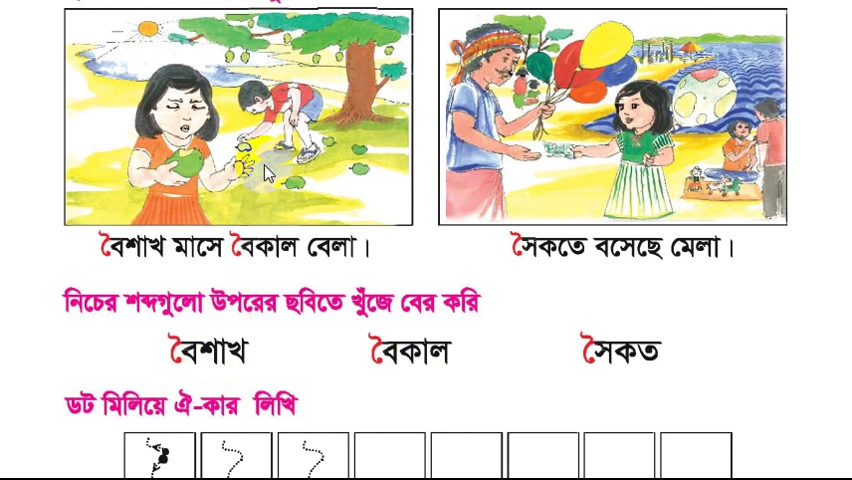 বৈশাখ মাসে বৈকাল বেলা।
সৈকতে বসেছে মেলা।
নিচের শব্দগুলো উপরের ছবিতে খুঁজে বের করি
বৈশাখ বৈকাল সৈকত
ডট মিলিয়ে ঐ-কার লিখি